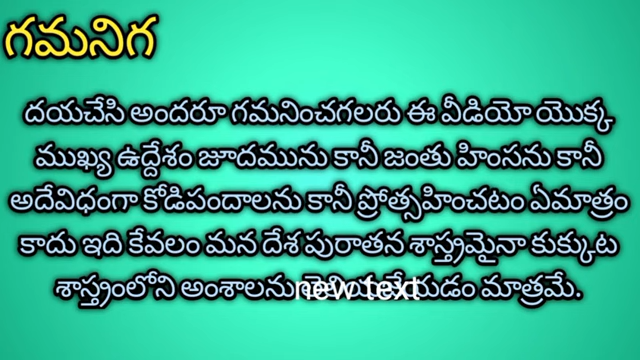 గమనిగ
దయచేసి అందరూ గమనించగలరు ఈ వీడియో యొక్క
ముఖ్య ఉద్దేశం జూదమును కానీ జంతు హింసను కానీ
అదేవిధంగా కోడిపందాలను కానీ ప్రోత్సహించటం ఏమాత్రం
కాదు ఇది కేవలం మన దేశ పురాతన శాస్త్రమైనా కుక్కుట
శాస్త్రంలోని అంశాలను new text మాత్రమే.